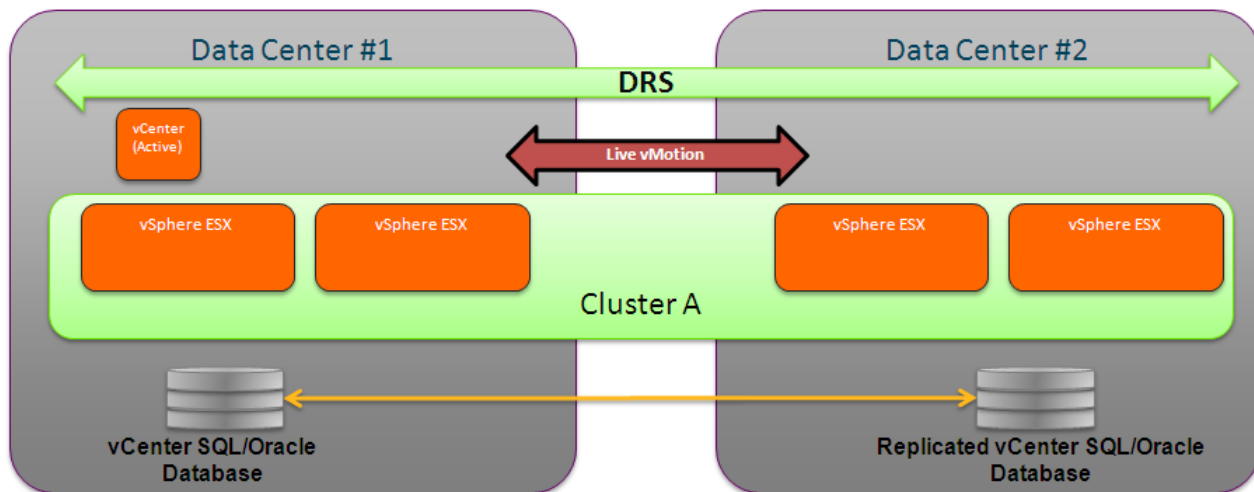 Data Center #1
Data Center #2
DRS
vCenter
(Active)
Live vMotion
vSphere ESX
vSphere ESX
vSphere ESX
vSphere ESX
Cluster A
vCenter SQL/Oracle
Database
Replicated vCenter SQL/Oracle
Database